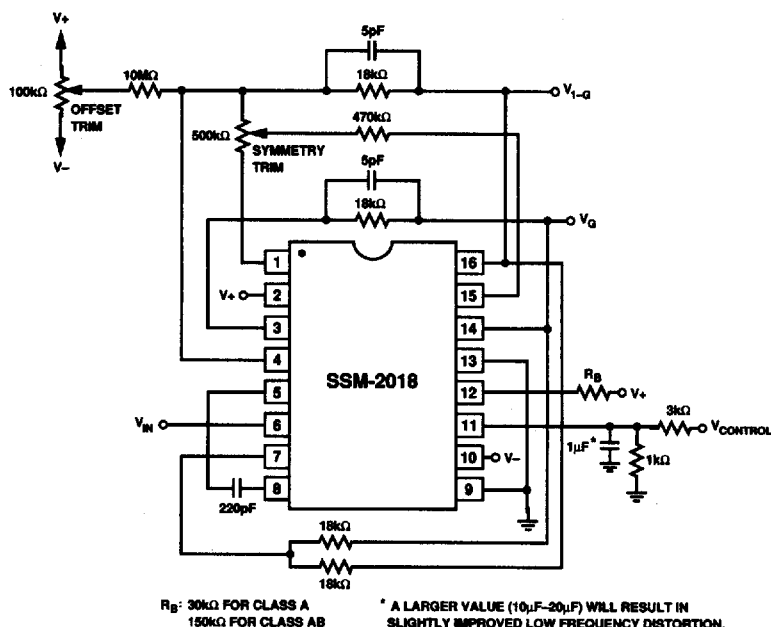 V+
5pF
10MΩ
18kΩ
V1–G
100kΩ
OFFSET
TRIM
470kΩ
500kΩ
SYMMETRY
TRIM
V–
5pF
18kΩ
VG
1
16
V+
2
15
3
14
4
13
SSM-2018
RB
5
12
V+
3kΩ
VIN
6
11
VCONTROL
1µF*
7
10
V–
1kΩ
8
9
220pF
18kΩ
18kΩ
RB: 30kΩ FOR CLASS A
150kΩ FOR CLASS AB
* A LARGER VALUE (10µF–20µF) WILL RESULT IN
SLIGHTLY IMPROVED LOW FREQUENCY DISTORTION.